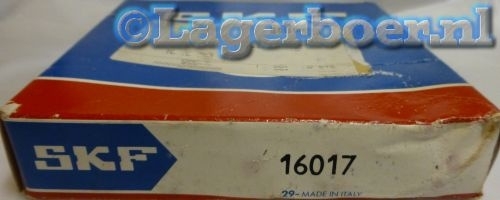 ©Lagerboer.nl
SKF
16017
29- MADE IN ITALY